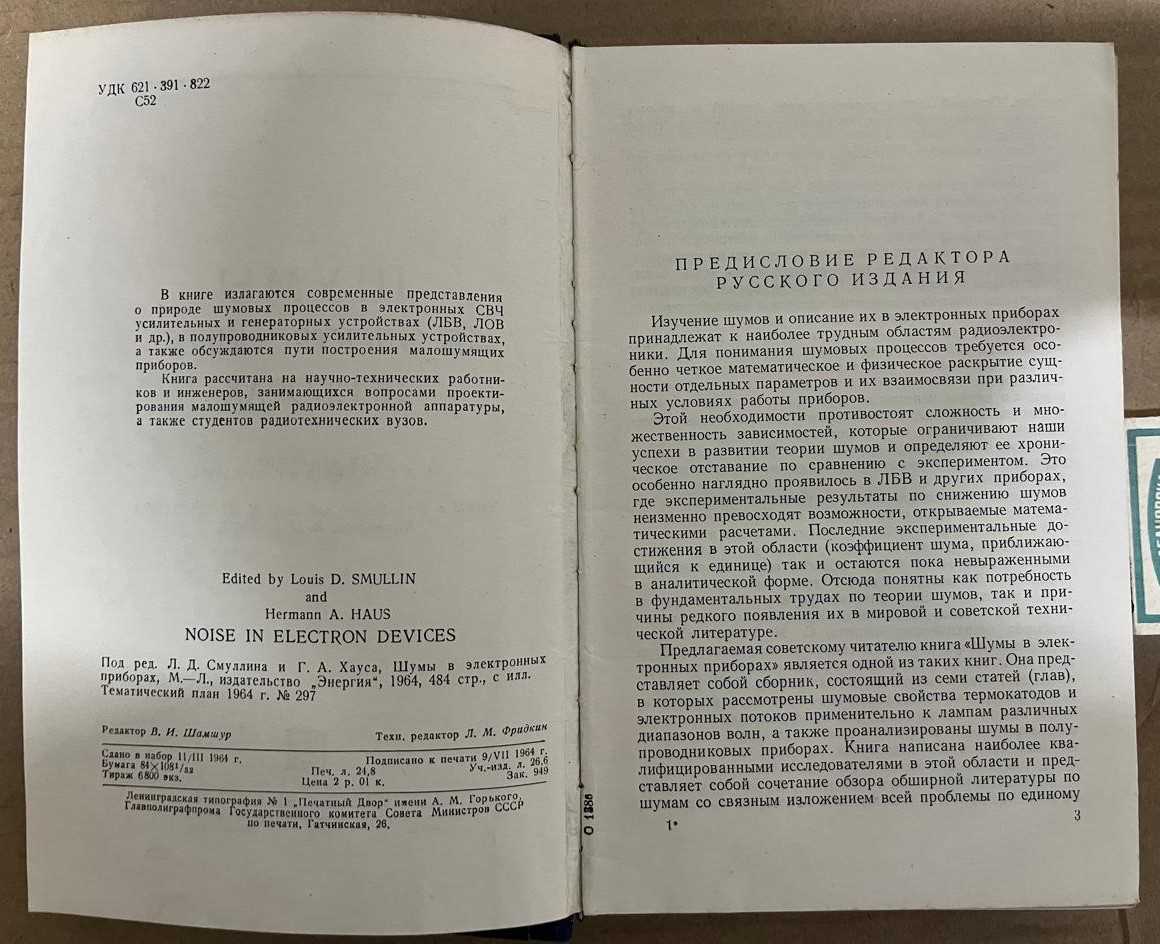 УДК 621·391·822
С52
В книге излагаются современные представления
о природе шумовых процессов в электронных СВЧ
усилительных и генераторных устройствах (ЛБВ, ЛОВ
и др.), в полупроводниковых усилительных устройствах,
а также обсуждаются пути построения малошумящих
приборов.
Книга рассчитана на научно-технических работни-
ков и инженеров, занимающихся вопросами проекти-
рования малошумящей радиоэлектронной аппаратуры,
а также студентов радиотехнических вузов.
Edited by Louis D. SMULLIN
and
Hermann A. HAUS
NOISE IN ELECTRON DEVICES
Под ред. Л. Д. Смуллина и Г. А. Хауса, Шумы в электронных
приборах, М.—Л., издательство „Энергия“, 1964, 484 стр., с илл.
Тематический план 1964 г. № 297
Редактор В. И. Шамшур Техн. редактор Л. М. Фридкин
Сдано в набор 11/III 1964 г. Подписано к печати 9/VII 1964 г.
Бумага 84×108¹/₃₂ Печ. л. 24,8 Уч.-изд. л. 26,6
Тираж 6800 экз. Цена 2 р. 01 к. Зак. 949
Ленинградская типография № 1 „Печатный Двор“ имени А. М. Горького,
Главполиграфпрома Государственного комитета Совета Министров СССР
по печати, Гатчинская, 26.
ПРЕДИСЛОВИЕ РЕДАКТОРА
РУССКОГО ИЗДАНИЯ
Изучение шумов и описание их в электронных приборах
принадлежат к наиболее трудным областям радиоэлектро-
ники. Для понимания шумовых процессов требуется осо-
бенно четкое математическое и физическое раскрытие сущ-
ности отдельных параметров и их взаимосвязи при различ-
ных условиях работы приборов.
Этой необходимости противостоят сложность и мно-
жественность зависимостей, которые ограничивают наши
успехи в развитии теории шумов и определяют ее хрони-
ческое отставание по сравнению с экспериментом. Это
особенно наглядно проявилось в ЛБВ и других приборах,
где экспериментальные результаты по снижению шумов
неизменно превосходят возможности, открываемые матема-
тическими расчетами. Последние экспериментальные до-
стижения в этой области (коэффициент шума, приближаю-
щийся к единице) так и остаются пока невыраженными
в аналитической форме. Отсюда понятны как потребность
в фундаментальных трудах по теории шумов, так и при-
чины редкого появления их в мировой и советской техни-
ческой литературе.
Предлагаемая советскому читателю книга «Шумы в элек-
тронных приборах» является одной из таких книг. Она пред-
ставляет собой сборник, состоящий из семи статей (глав),
в которых рассмотрены шумовые свойства термокатодов и
электронных потоков применительно к лампам различных
диапазонов волн, а также проанализированы шумы в полу-
проводниковых приборах. Книга написана наиболее ква-
лифицированными исследователями в этой области и пред-
ставляет собой сочетание обзора обширной литературы по
шумам со связным изложением всей проблемы по единому
1*
3